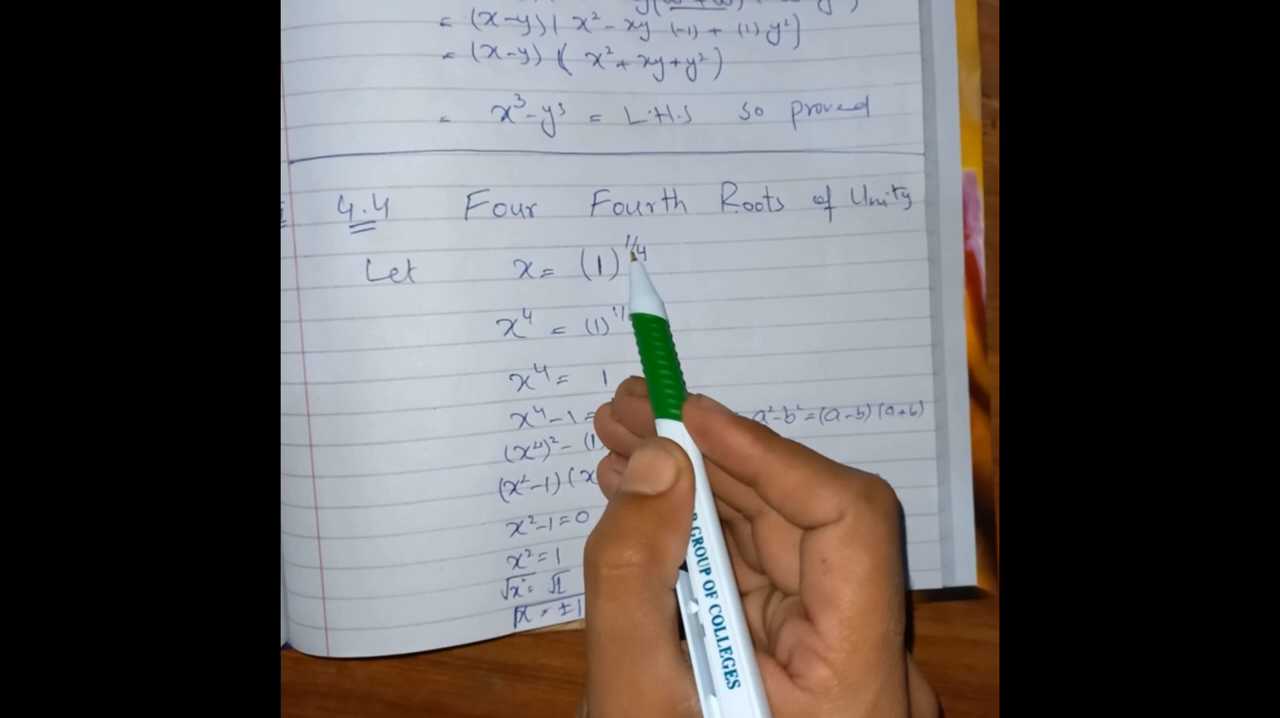 = (x-y)( x² - xy (-1) + (1) y²)
= (x-y) ( x² + xy + y²)
= x³ - y³ = L.H.S so proved
4.4 Four Fourth Roots of Unity
Let x = (1)^1/4
x⁴ = (1)
x⁴ = 1
x⁴ - 1 = a² - b² = (a-b) (a+b)
(x⁴)² - (1
(x² - 1) (x
x² - 1 = 0
x² = 1
√x² = √1
x = ±1
GROUP OF COLLEGES